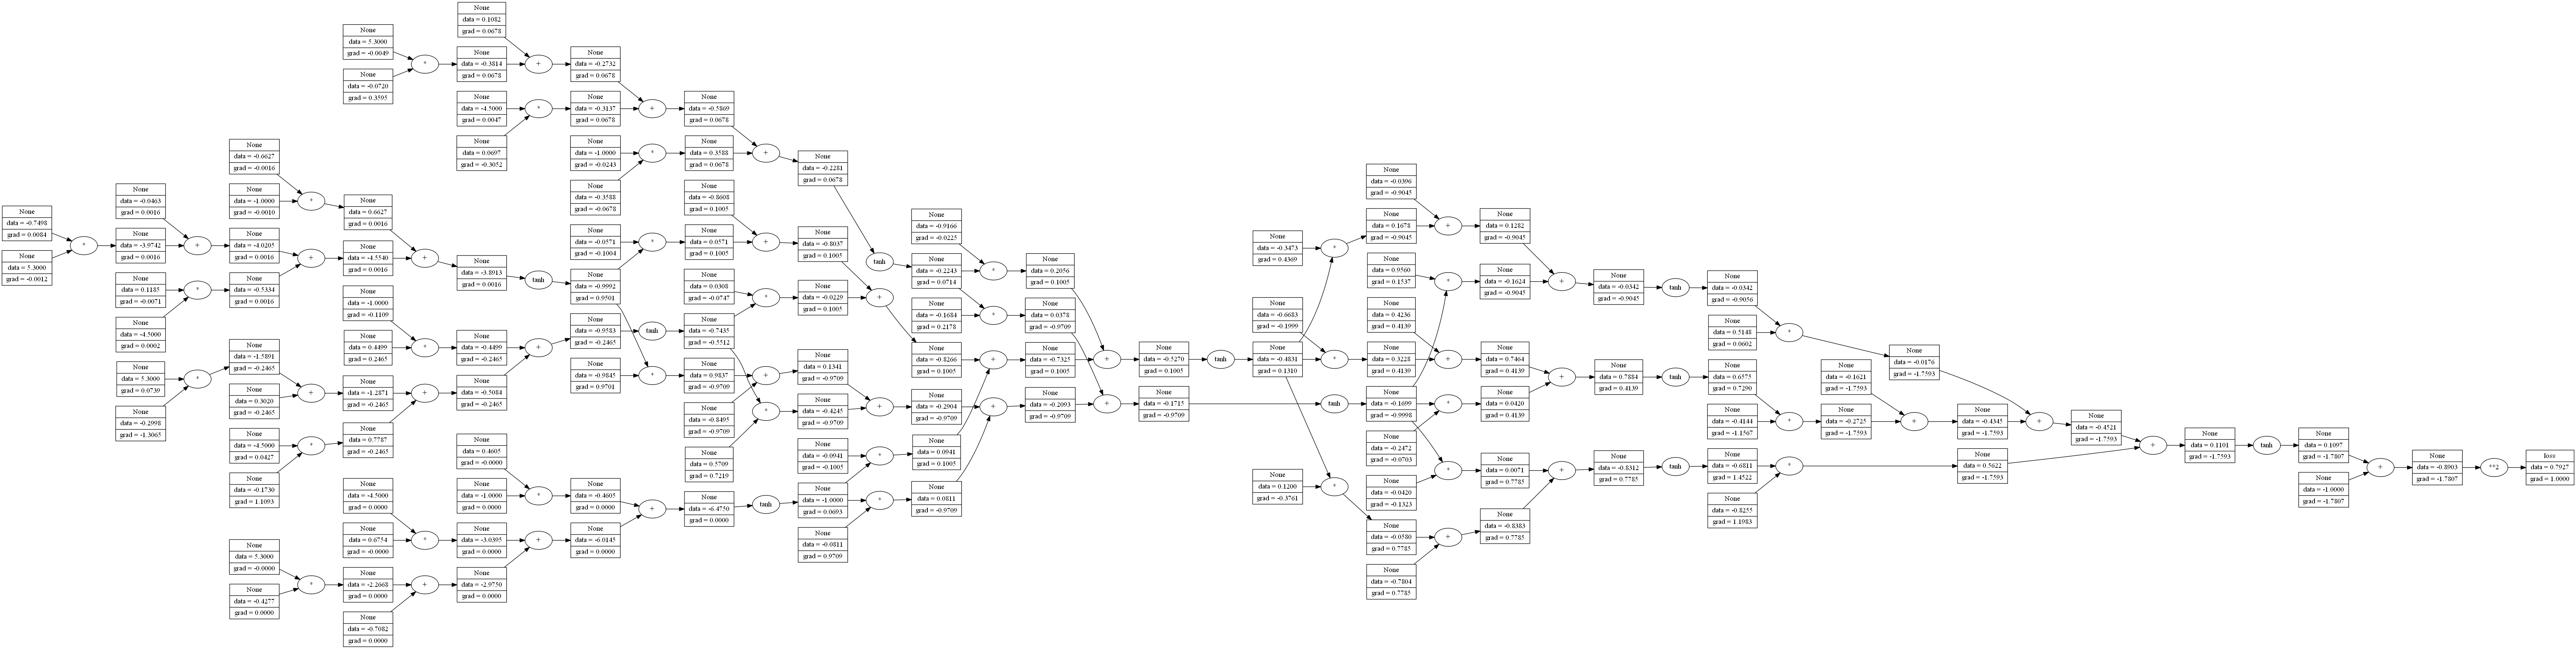 None
data = -0.7498
grad = 0.0084
None
data = 5.3000
grad = -0.0012
*
None
data = -0.0463
grad = 0.0016
None
data = -3.9742
grad = 0.0016
None
data = 0.1185
grad = -0.0071
None
data = -4.5000
grad = 0.0002
None
data = 5.3000
grad = 0.0739
None
data = -0.2998
grad = -1.3065
+
*
*
None
data = -0.6627
grad = -0.0016
None
data = -1.0000
grad = -0.0010
None
data = -4.0205
grad = 0.0016
None
data = -0.5334
grad = 0.0016
None
data = -1.5891
grad = -0.2465
None
data = 0.3020
grad = -0.2465
None
data = -4.5000
grad = 0.0427
None
data = -0.1730
grad = 1.1093
None
data = 5.3000
grad = -0.0000
None
data = -0.4277
grad = 0.0000
*
+
+
*
*
None
data = 5.3000
grad = -0.0049
None
data = -0.0720
grad = 0.3595
None
data = 0.6627
grad = 0.0016
None
data = -4.5540
grad = 0.0016
None
data = -1.0000
grad = -0.1109
None
data = 0.4499
grad = 0.2465
None
data = -1.2871
grad = -0.2465
None
data = 0.7787
grad = -0.2465
None
data = -4.5000
grad = 0.0000
None
data = 0.6754
grad = -0.0000
None
data = -2.2668
grad = 0.0000
None
data = -0.7082
grad = 0.0000
*
+
*
+
*
+
None
data = 0.1082
grad = 0.0678
None
data = -0.3814
grad = 0.0678
None
data = -4.5000
grad = 0.0047
None
data = 0.0697
grad = -0.3052
None
data = -3.8913
grad = 0.0016
None
data = -0.4499
grad = -0.2465
None
data = -0.5084
grad = -0.2465
None
data = 0.4605
grad = -0.0000
None
data = -1.0000
grad = 0.0000
None
data = -3.0395
grad = 0.0000
None
data = -2.9750
grad = 0.0000
+
*
tanh
+
*
+
None
data = -0.2732
grad = 0.0678
None
data = -0.3137
grad = 0.0678
None
data = -1.0000
grad = -0.0243
None
data = -0.3588
grad = -0.0678
None
data = -0.0571
grad = -0.1004
None
data = -0.9992
grad = 0.9501
None
data = -0.9583
grad = -0.2465
None
data = -0.9845
grad = 0.9701
None
data = -0.4605
grad = 0.0000
None
data = -6.0145
grad = 0.0000
+
*
*
tanh
*
+
None
data = -0.5869
grad = 0.0678
None
data = 0.3588
grad = 0.0678
None
data = -0.8608
grad = 0.1005
None
data = 0.0571
grad = 0.1005
None
data = 0.0308
grad = -0.0747
None
data = -0.7435
grad = -0.5512
None
data = 0.9837
grad = -0.9709
None
data = -0.8495
grad = -0.9709
None
data = 0.5709
grad = 0.7219
None
data = -6.4750
grad = 0.0000
+
+
*
+
*
tanh
None
data = -0.2281
grad = 0.0678
None
data = -0.8037
grad = 0.1005
None
data = -0.0229
grad = 0.1005
None
data = 0.1341
grad = -0.9709
None
data = -0.4245
grad = -0.9709
None
data = -0.0941
grad = -0.1005
None
data = -1.0000
grad = 0.0693
None
data = -0.0811
grad = 0.9709
tanh
+
+
*
*
None
data = -0.9166
grad = -0.0225
None
data = -0.2243
grad = 0.0714
None
data = -0.1684
grad = 0.2178
None
data = -0.8266
grad = 0.1005
None
data = -0.2904
grad = -0.9709
None
data = 0.0941
grad = 0.1005
None
data = 0.0811
grad = -0.9709
*
*
+
+
None
data = 0.2056
grad = 0.1005
None
data = 0.0378
grad = -0.9709
None
data = -0.7325
grad = 0.1005
None
data = -0.2093
grad = -0.9709
+
+
None
data = -0.5270
grad = 0.1005
None
data = -0.1715
grad = -0.9709
tanh
None
data = -0.3473
grad = 0.4369
None
data = -0.6683
grad = -0.1999
None
data = -0.4831
grad = 0.1310
None
data = 0.1200
grad = -0.3761
*
*
tanh
*
None
data = -0.0396
grad = -0.9045
None
data = 0.1678
grad = -0.9045
None
data = 0.9560
grad = 0.1537
None
data = 0.4236
grad = 0.4139
None
data = 0.3228
grad = 0.4139
None
data = -0.1699
grad = -0.9998
None
data = -0.2472
grad = -0.0703
None
data = -0.0420
grad = -0.1323
None
data = -0.0580
grad = 0.7785
None
data = -0.7804
grad = 0.7785
+
*
+
*
*
+
None
data = 0.1282
grad = -0.9045
None
data = -0.1624
grad = -0.9045
None
data = 0.7464
grad = 0.4139
None
data = 0.0420
grad = 0.4139
None
data = 0.0071
grad = 0.7785
None
data = -0.8383
grad = 0.7785
+
+
+
None
data = -0.0342
grad = -0.9045
None
data = 0.7884
grad = 0.4139
None
data = -0.8312
grad = 0.7785
tanh
tanh
tanh
None
data = -0.0342
grad = -0.9056
None
data = 0.5148
grad = 0.0602
None
data = 0.6575
grad = 0.7290
None
data = -0.4144
grad = -1.1567
None
data = -0.6811
grad = 1.4522
None
data = -0.8255
grad = 1.1983
*
*
*
None
data = -0.1621
grad = -1.7593
None
data = -0.2725
grad = -1.7593
+
None
data = -0.0176
grad = -1.7593
None
data = -0.4345
grad = -1.7593
None
data = 0.5622
grad = -1.7593
+
None
data = -0.4521
grad = -1.7593
+
None
data = 0.1101
grad = -1.7593
tanh
None
data = 0.1097
grad = -1.7807
None
data = -1.0000
grad = -1.7807
+
None
data = -0.8903
grad = -1.7807
**2
loss
data = 0.7927
grad = 1.0000